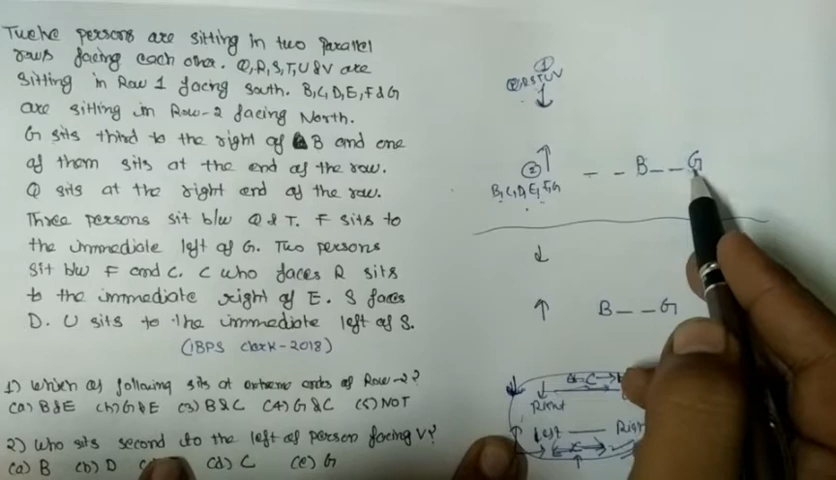 Twelve persons are sitting in two parallel
rows facing each other. Q,R,S,T,U & V are
sitting in Row 1 facing South. B,C,D,E,F & G
are sitting in Row-2 facing North.
G sits third to the right of B and one
of them sits at the end of the row.
Q sits at the right end of the row.
Three persons sit b/w Q & T. F sits to
the immediate left of G. Two persons
sit b/w F and C. C who faces R sits
to the immediate right of E. S faces
D. U sits to the immediate left of S.
(IBPS clerk-2018)
1) Which of following sits at extreme ends of Row-2?
(a) B & E (b) G & E (3) B & C (4) G & C (5) NOT
2) Who sits second to the left of person facing V?
(a) B (b) D (d) C (e) G
1
Q,R,S,T,U,V
2
B,C,D,E,F,G
_ _ B _ _ G
B _ _ G
Right
Left